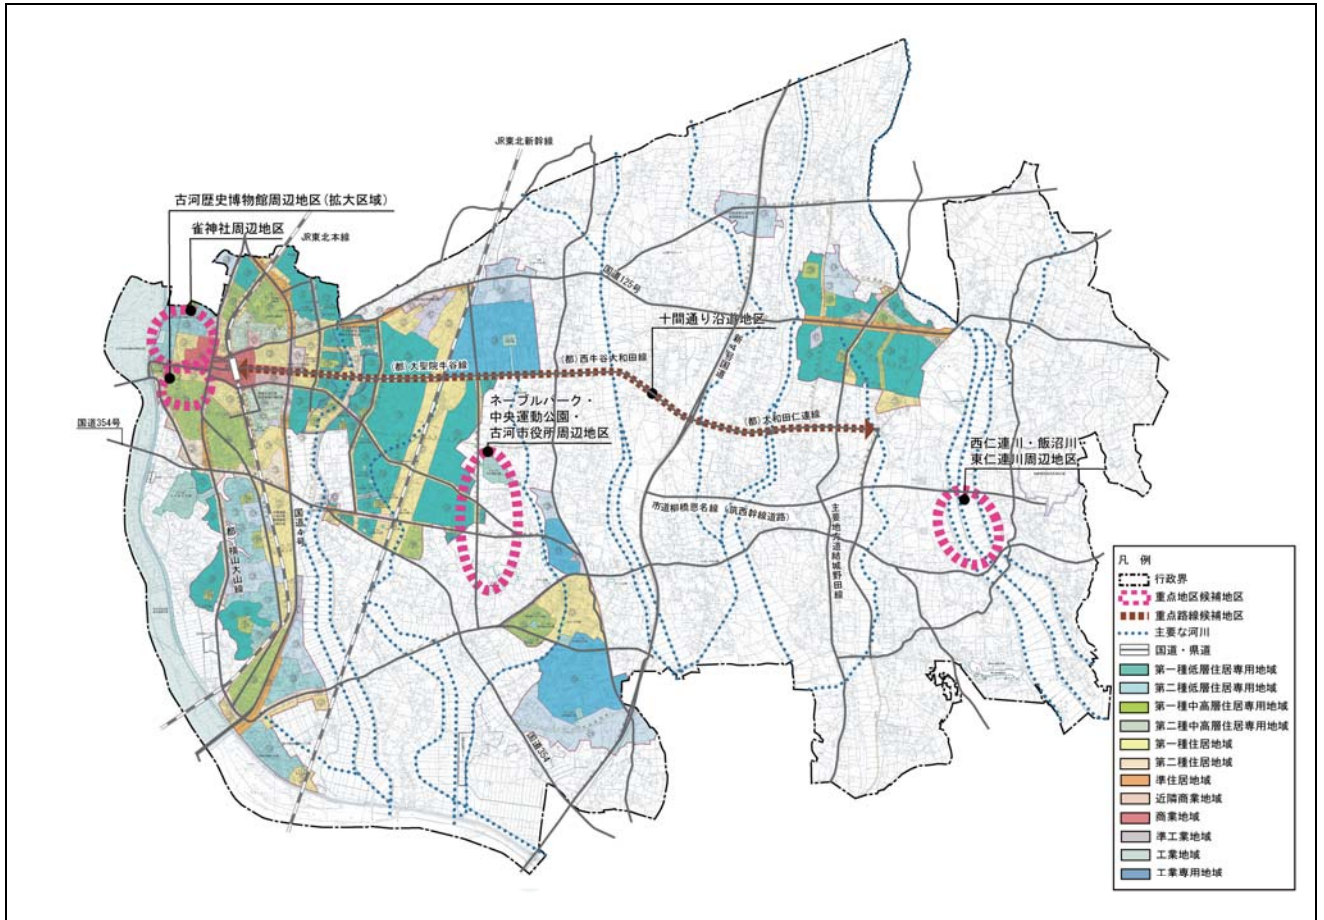 JR東北新幹線
古河歴史博物館周辺地区(拡大区域)
雀神社周辺地区
JR東北本線
国道125号
十間通り沿道地区
新4号国道
(都)大聖院牛谷線
(都)西牛谷大和田線
ネーブルパーク・
中央運動公園・
古河市役所周辺地区
(都)大和田仁連線
国道354号
西仁連川・飯沼川・
東仁連川周辺地区
市道柳橋恩名線(筑西幹線道路)
主要地方道結城野田線
国道4号
(都)横山大山線
国道354
凡 例
行政界
重点地区候補地区
重点路線候補地区
主要な河川
国道・県道
第一種低層住居専用地域
第二種低層住居専用地域
第一種中高層住居専用地域
第二種中高層住居専用地域
第一種住居地域
第二種住居地域
準住居地域
近隣商業地域
商業地域
準工業地域
工業地域
工業専用地域